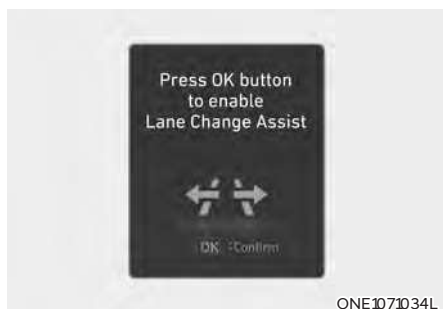 Press OK button
to enable
Lane Change Assist
OK :Confirm
ONE1071034L